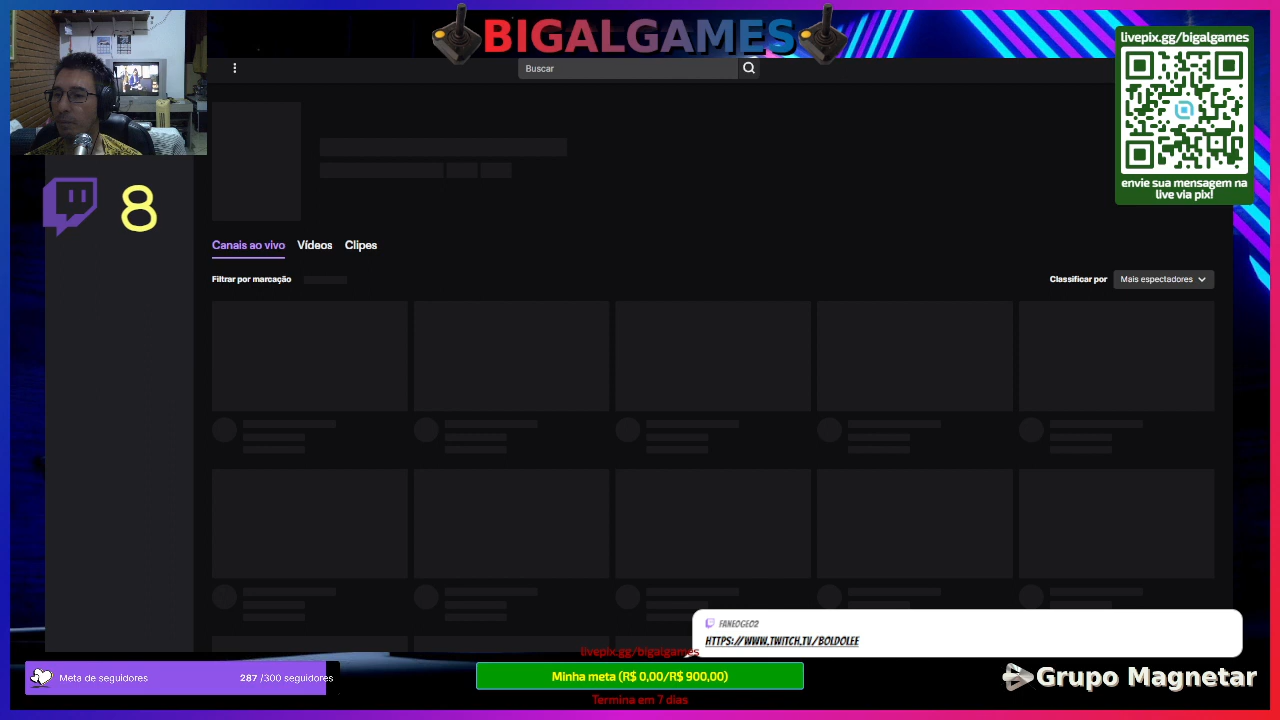 BIGALGAMES
livepix.gg/bigalgames
envie sua mensagem na
live via pix!
Buscar
8
Canais ao vivo Vídeos Clipes
Filtrar por marcação
Classificar por Mais espectadores
FANEOGEO2
HTTPS://WWW.TWITCH.TV/BOLDOLEE
livepix.gg/bigalgames
Meta de seguidores 287 /300 seguidores
Minha meta (R$ 0,00/R$ 900,00)
Termina em 7 dias
Grupo Magnetar